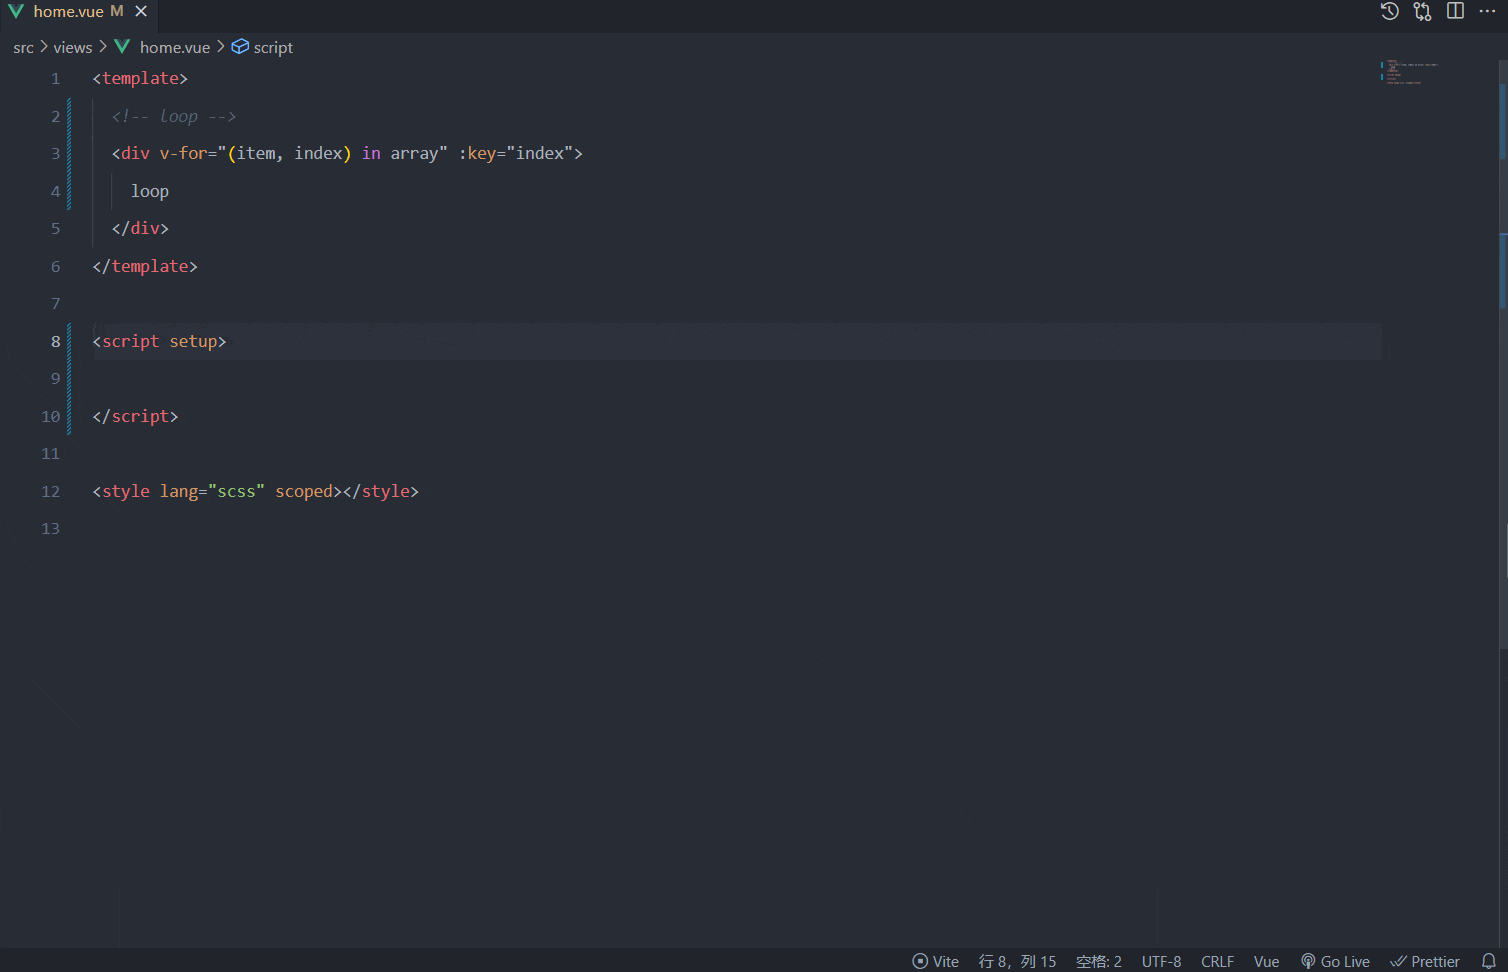 home.vue M
src > views > home.vue > script
1 <template>
2 <!-- loop -->
3 <div v-for="(item, index) in array" :key="index">
4 loop
5 </div>
6 </template>
7
8 <script setup>
9
10 </script>
11
12 <style lang="scss" scoped></style>
13
Vite 行 8，列 15 空格: 2 UTF-8 CRLF Vue Go Live Prettier